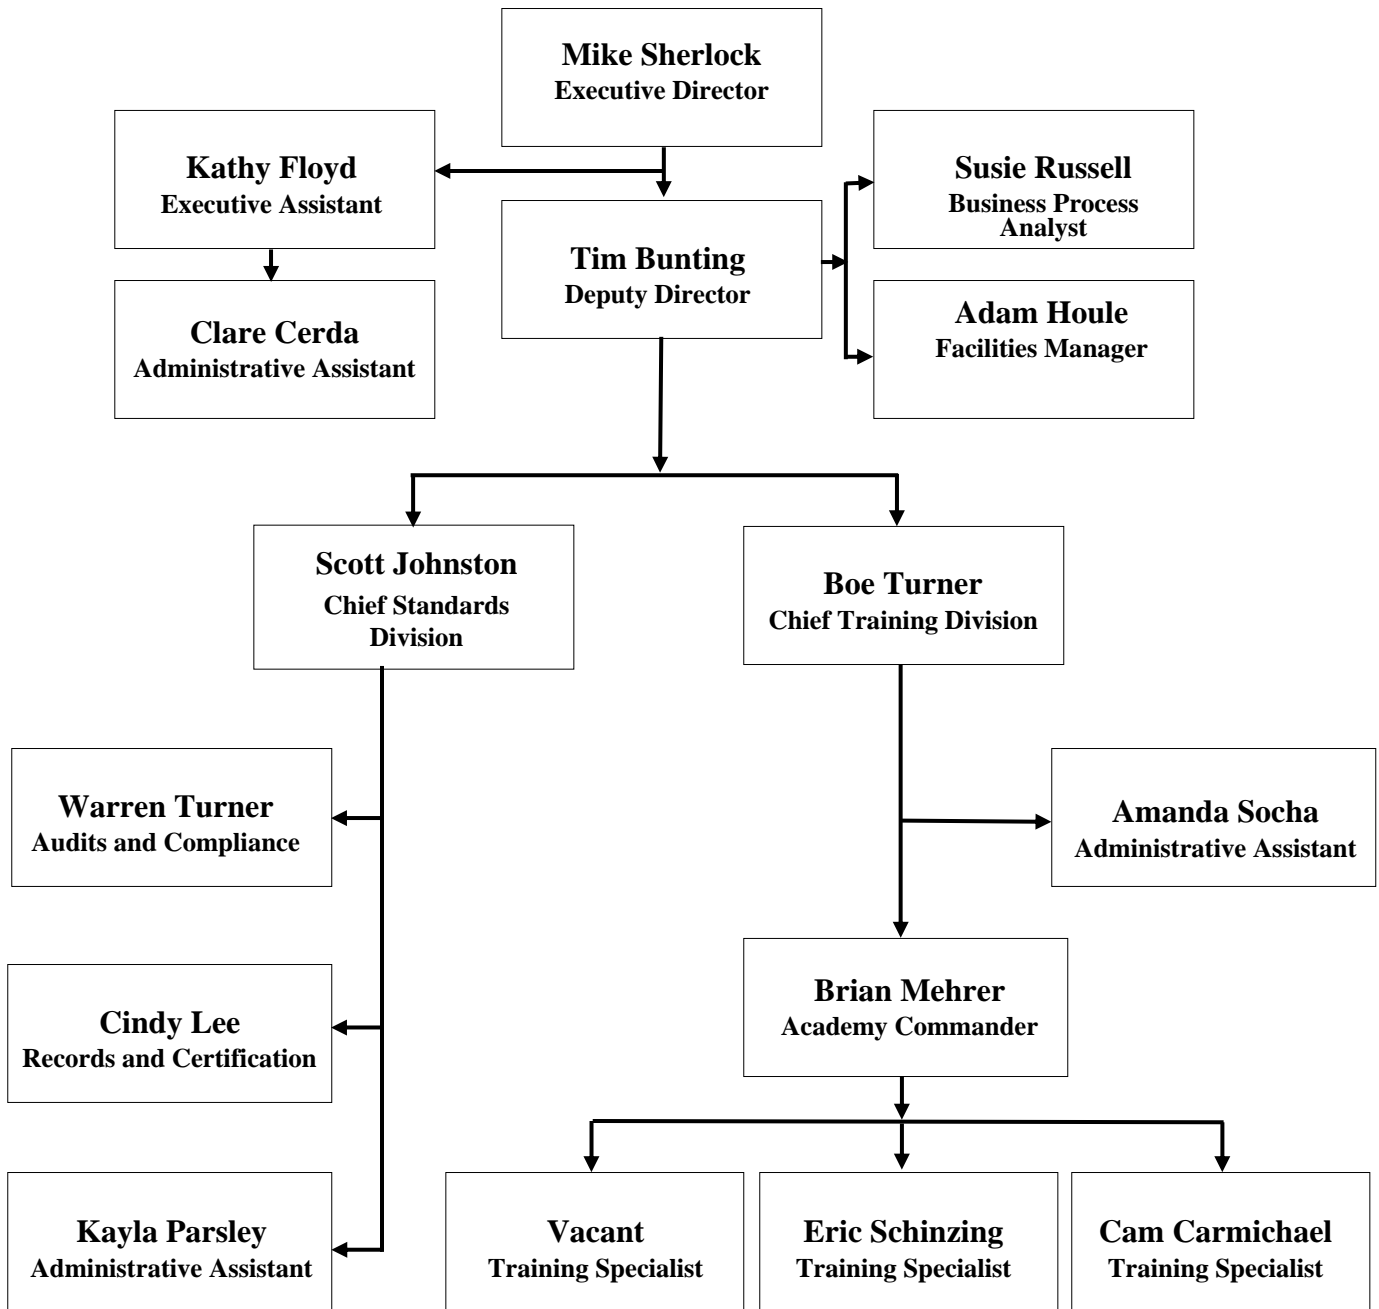 Mike Sherlock
Executive Director
Kathy Floyd
Executive Assistant
Susie Russell
Business Process
Analyst
Tim Bunting
Deputy Director
Clare Cerda
Administrative Assistant
Adam Houle
Facilities Manager
Scott Johnston
Chief Standards
Division
Boe Turner
Chief Training Division
Warren Turner
Audits and Compliance
Amanda Socha
Administrative Assistant
Cindy Lee
Records and Certification
Brian Mehrer
Academy Commander
Kayla Parsley
Administrative Assistant
Vacant
Training Specialist
Eric Schinzing
Training Specialist
Cam Carmichael
Training Specialist